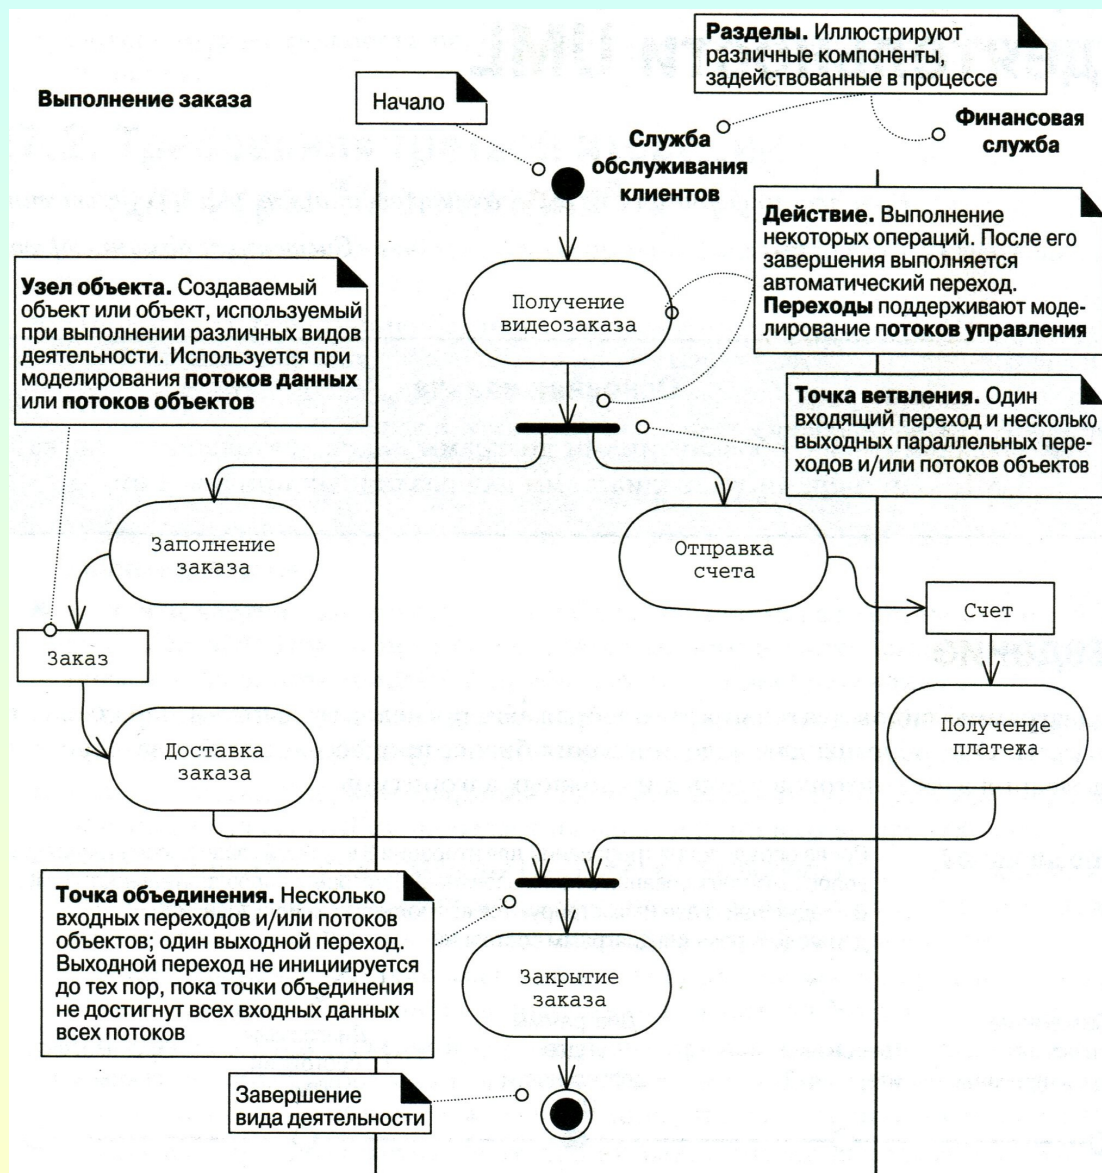 Разделы. Иллюстрируют
различные компоненты,
задействованные в процессе
Выполнение заказа
Начало
Служба
обслуживания
клиентов
Финансовая
служба
Действие. Выполнение
некоторых операций. После его
завершения выполняется
автоматический переход.
Переходы поддерживают моде-
лирование потоков управления
Узел объекта. Создаваемый
объект или объект, используемый
при выполнении различных видов
деятельности. Используется при
моделирования потоков данных
или потоков объектов
Получение
видеозаказа
Точка ветвления. Один
входящий переход и несколько
выходных параллельных пере-
ходов и/или потоков объектов
Заполнение
заказа
Отправка
счета
Заказ
Счет
Доставка
заказа
Получение
платежа
Точка объединения. Несколько
входных переходов и/или потоков
объектов; один выходной переход.
Выходной переход не инициируется
до тех пор, пока точки объединения
не достигнут всех входных данных
всех потоков
Закрытие
заказа
Завершение
вида деятельности